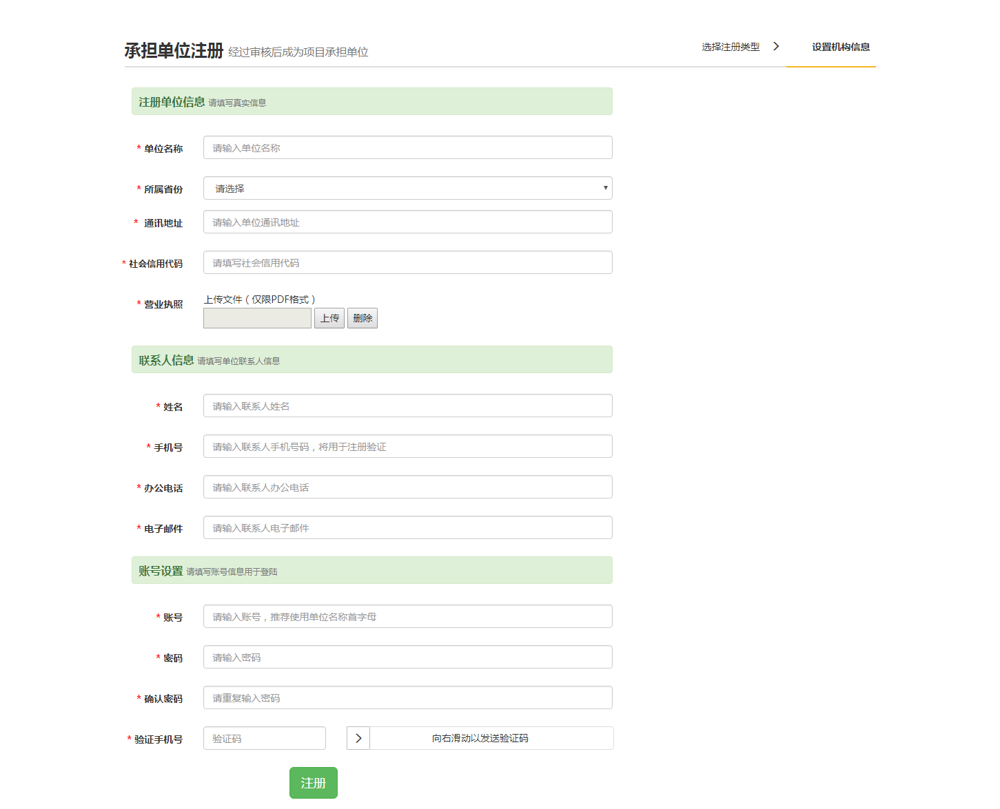 承担单位注册 经过审核后成为项目承担单位
选择注册类型
设置机构信息
注册单位信息 请填写真实信息
* 单位名称
请输入单位名称
* 所属省份
请选择
* 通讯地址
请输入单位通讯地址
* 社会信用代码
请填写社会信用代码
* 营业执照
上传文件（仅限PDF格式）
上传 删除
联系人信息 请填写单位联系人信息
* 姓名
请输入联系人姓名
* 手机号
请输入联系人手机号码，将用于注册验证
* 办公电话
请输入联系人办公电话
* 电子邮件
请输入联系人电子邮件
账号设置 请填写账号信息用于登陆
* 账号
请输入账号，推荐使用单位名称首字母
* 密码
请输入密码
* 确认密码
请重复输入密码
* 验证手机号
验证码
向右滑动以发送验证码
注册